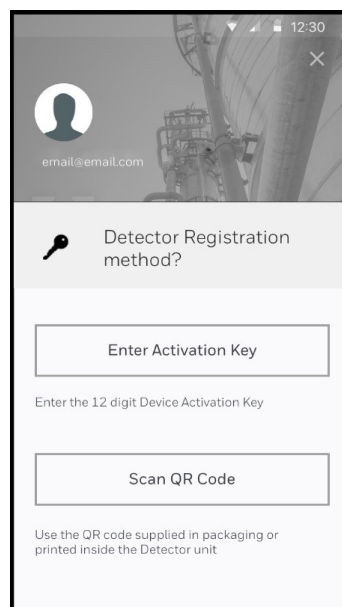 12:30
email@email.com
Detector Registration
method?
Enter Activation Key
Enter the 12 digit Device Activation Key
Scan QR Code
Use the QR code supplied in packaging or
printed inside the Detector unit